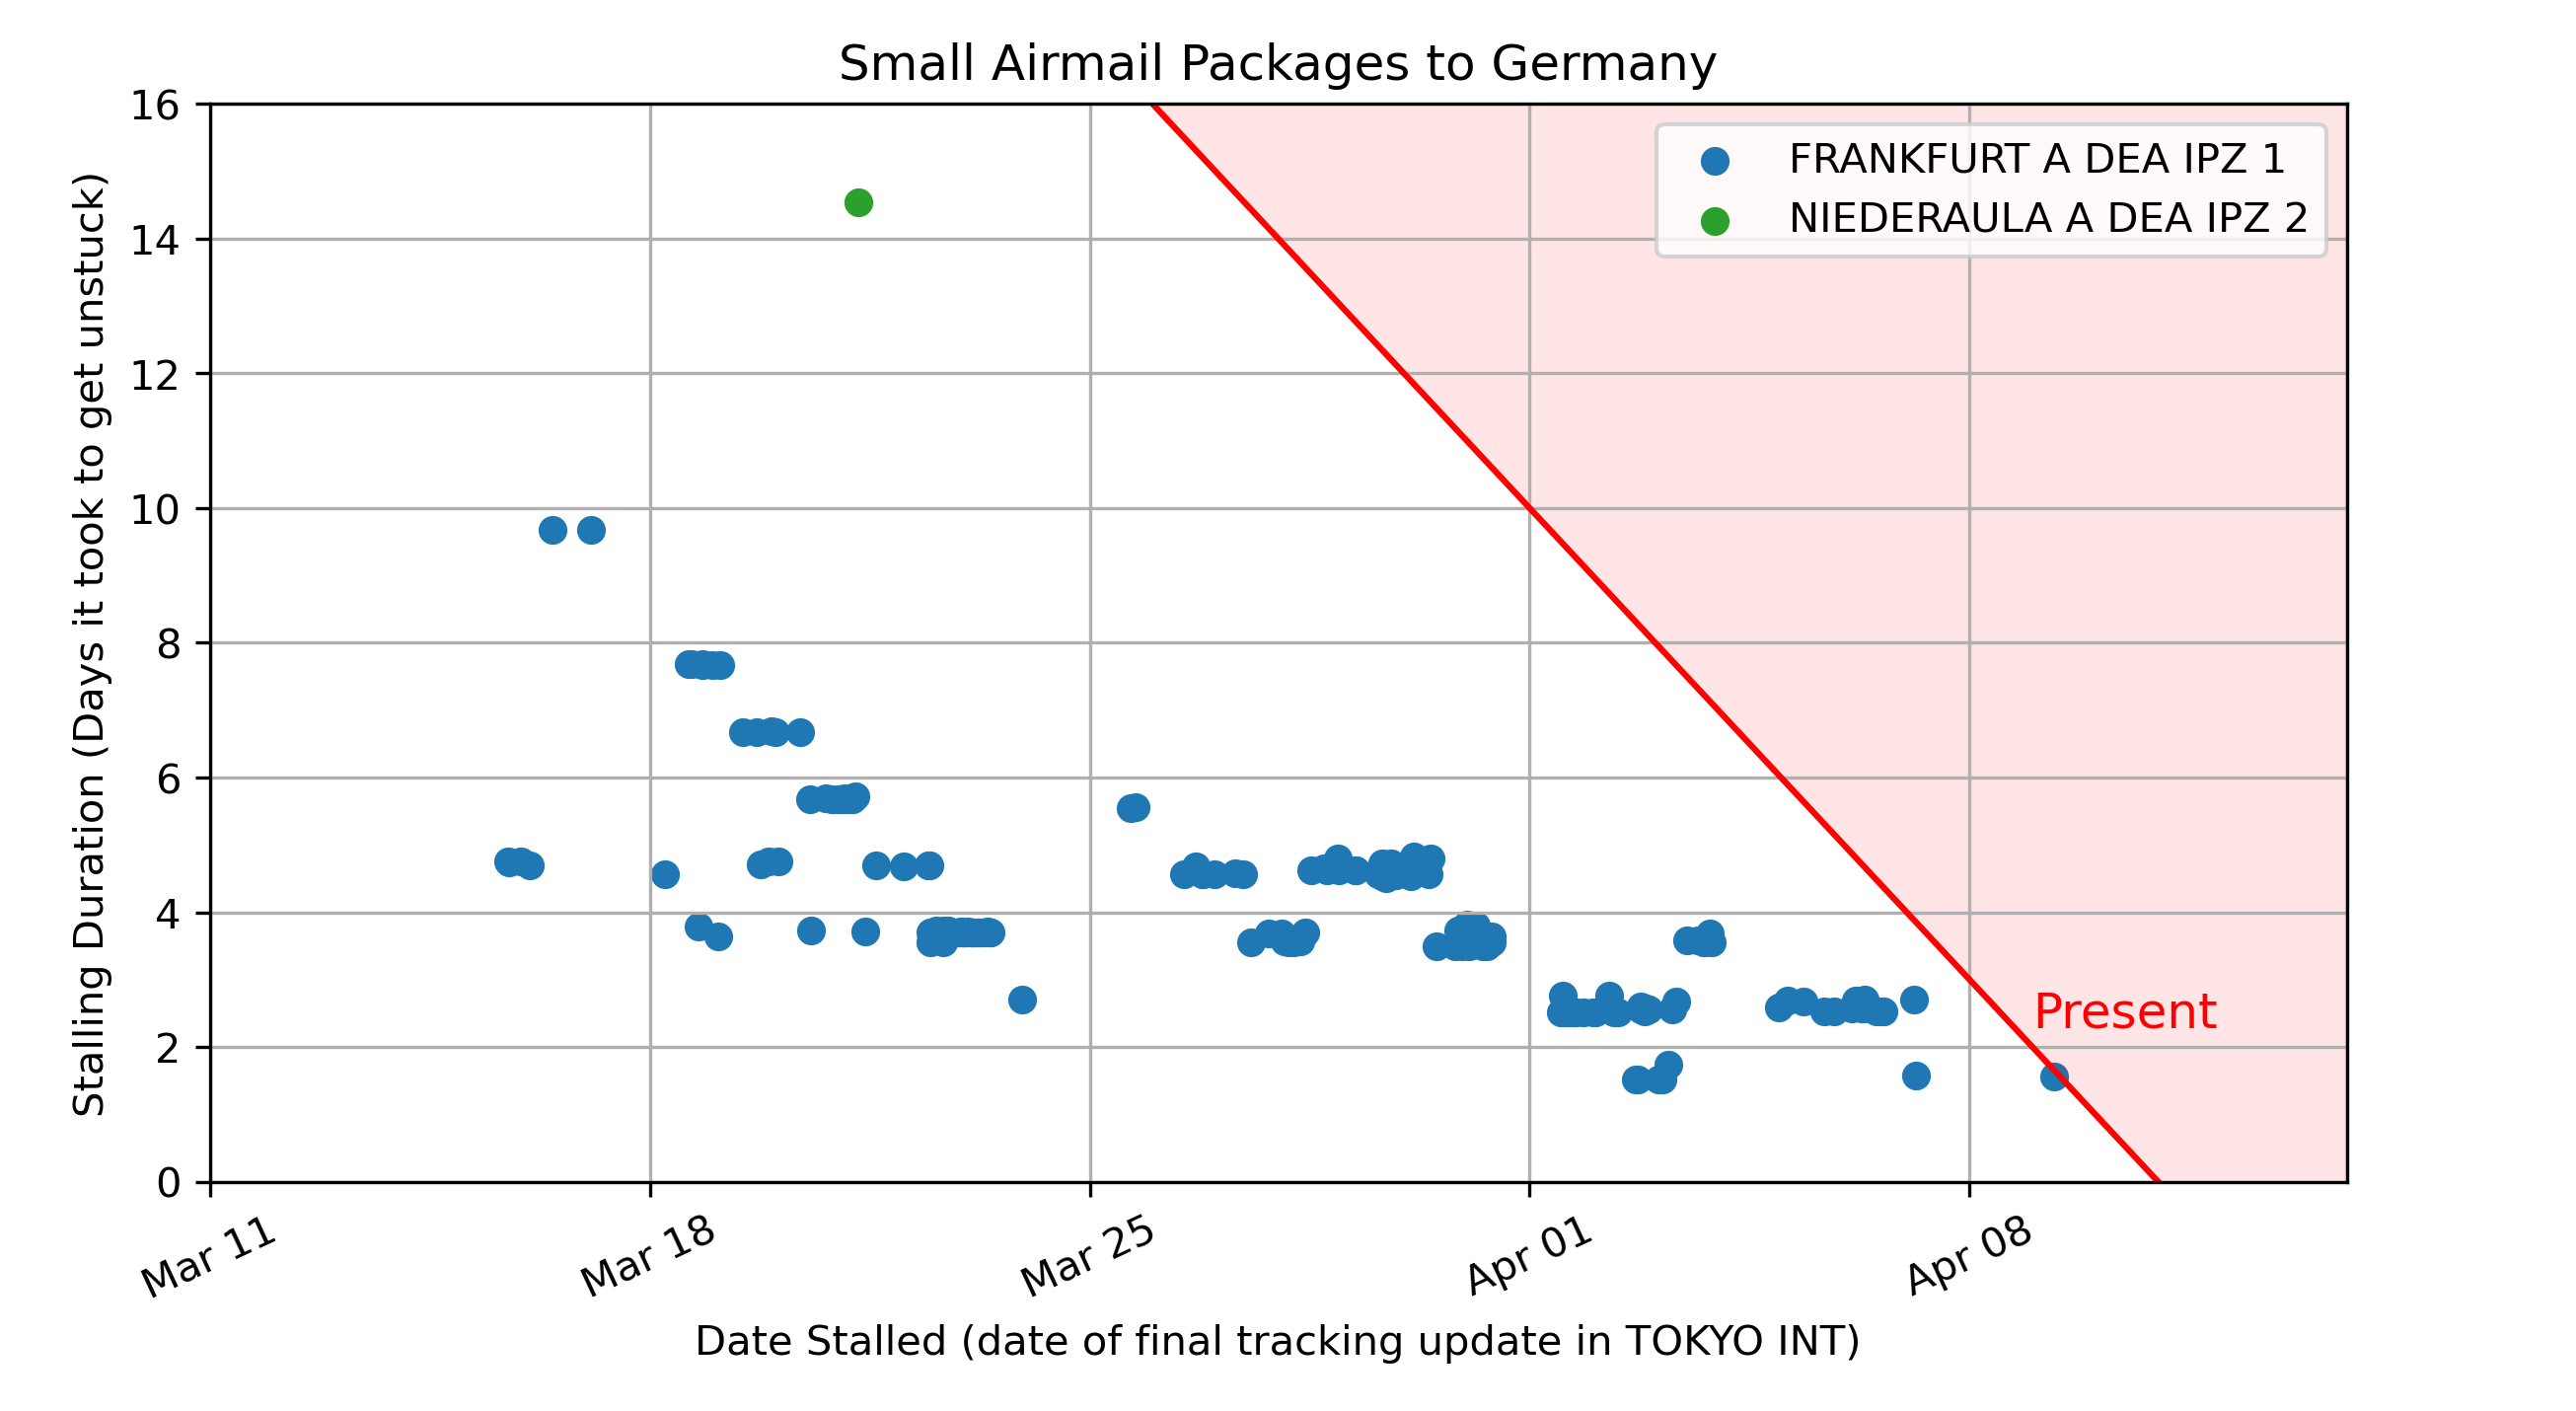 Small Airmail Packages to Germany
FRANKFURT A DEA IPZ 1
NIEDERAULA A DEA IPZ 2
Stalling Duration (Days it took to get unstuck)
16
14
12
10
8
6
4
2
0
Present
Mar 11
Mar 18
Mar 25
Apr 01
Apr 08
Date Stalled (date of final tracking update in TOKYO INT)